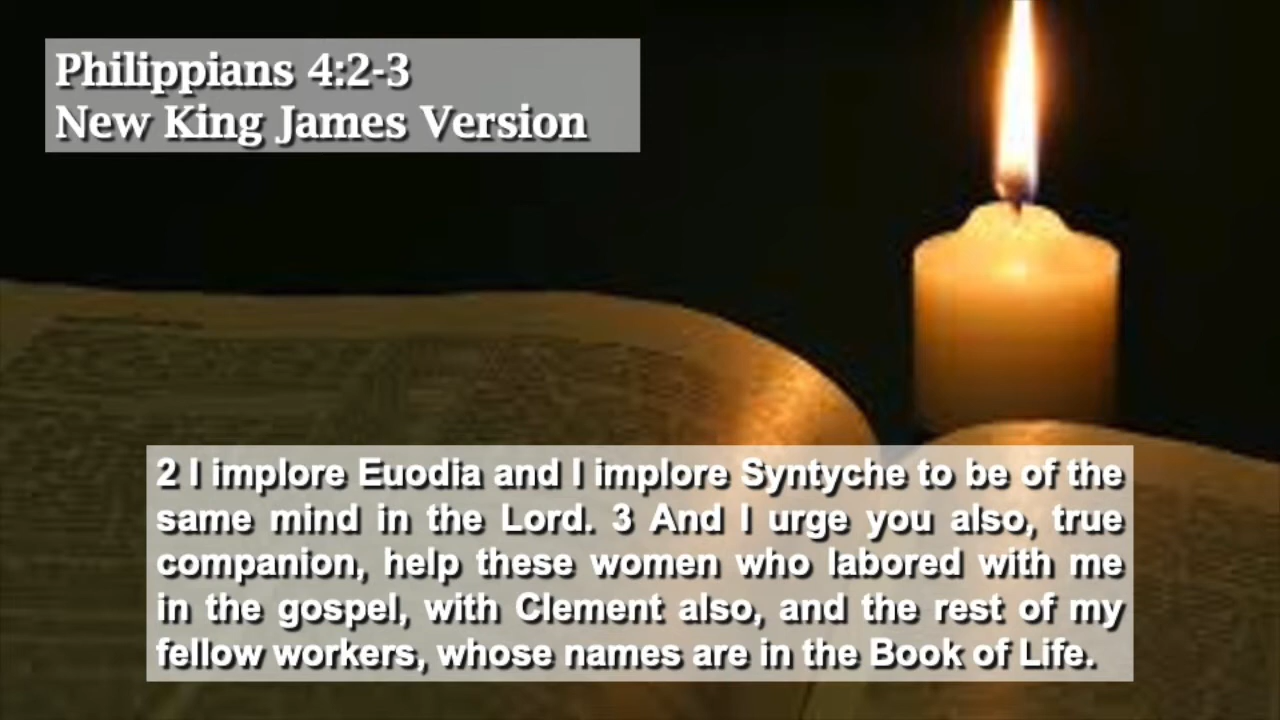 Philippians 4:2-3
New King James Version
2 I implore Euodia and I implore Syntyche to be of the
same mind in the Lord. 3 And I urge you also, true
companion, help these women who labored with me
in the gospel, with Clement also, and the rest of my
fellow workers, whose names are in the Book of Life.